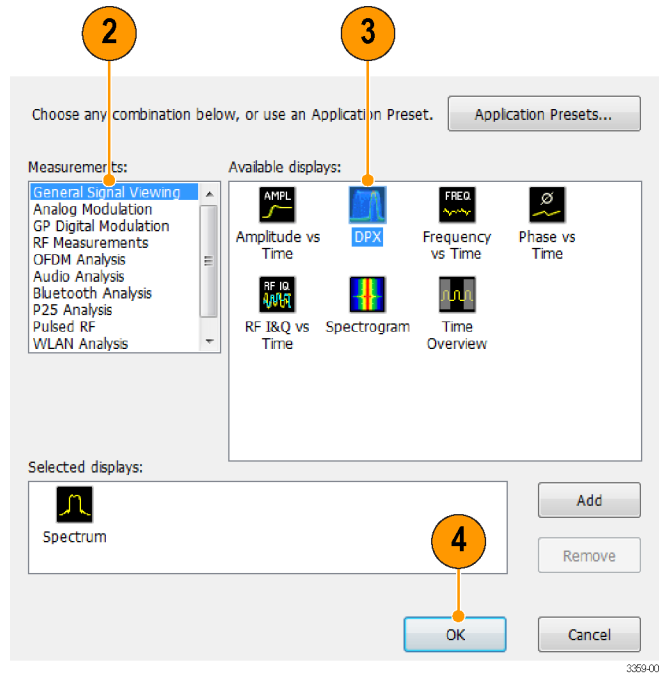 2
3
Choose any combination below, or use an Application Preset.
Application Presets...
Measurements:
Available displays:
General Signal Viewing
Analog Modulation
GP Digital Modulation
RF Measurements
OFDM Analysis
Audio Analysis
Bluetooth Analysis
P25 Analysis
Pulsed RF
WLAN Analysis
AMPL
Amplitude vs
Time
DPX
FREQ
Frequency
vs Time
Ø
Phase vs
Time
RF IQ
RF I&Q vs
Time
Spectrogram
Time
Overview
Selected displays:
Spectrum
Add
Remove
4
OK
Cancel
3359-00